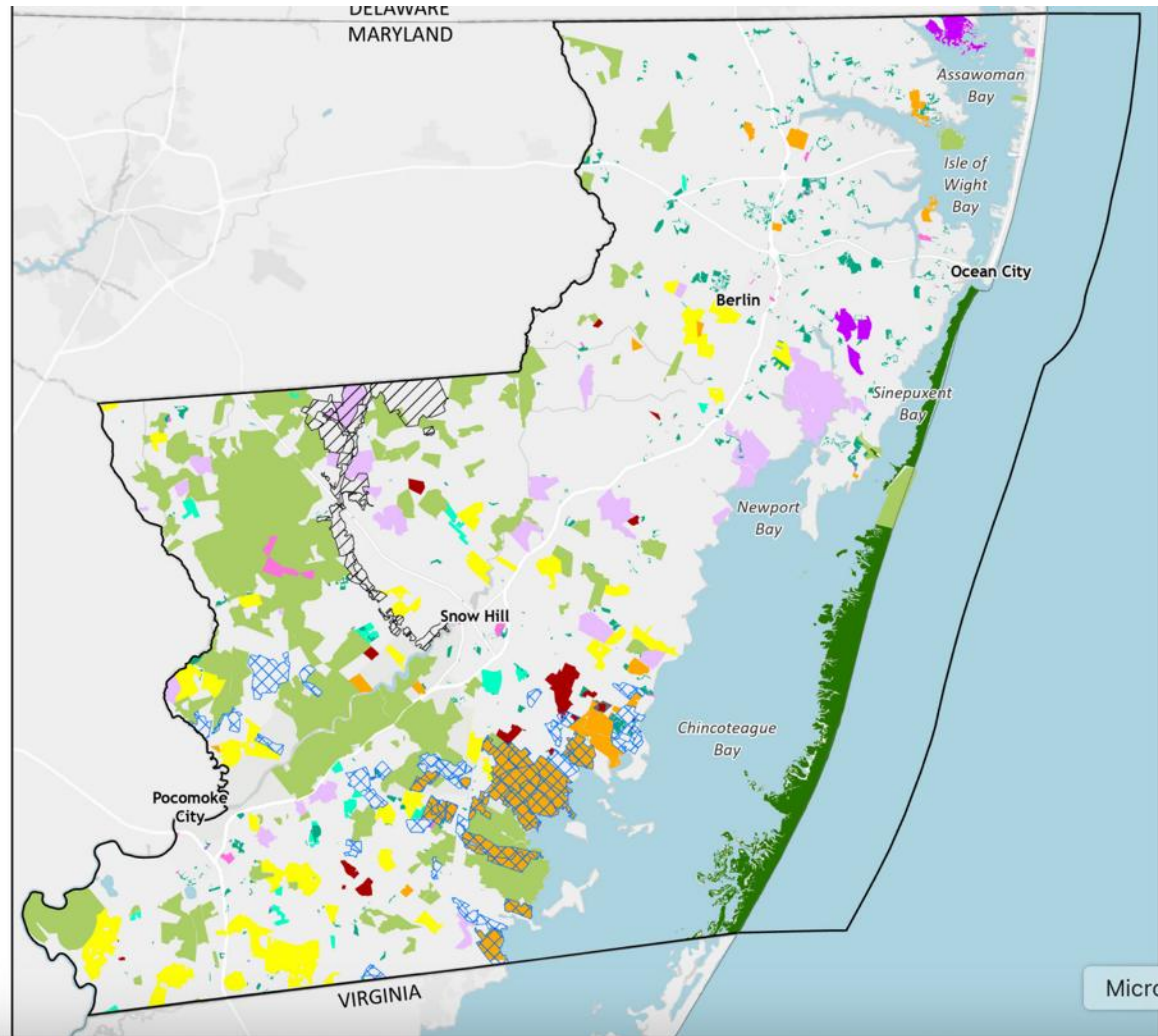 DELAWARE
MARYLAND
Assawoman
Bay
Isle of
Wight
Bay
Ocean City
Berlin
Sinepuxent
Bay
Newport
Bay
Snow Hill
Chincoteague
Bay
Pocomoke
City
VIRGINIA
Micro